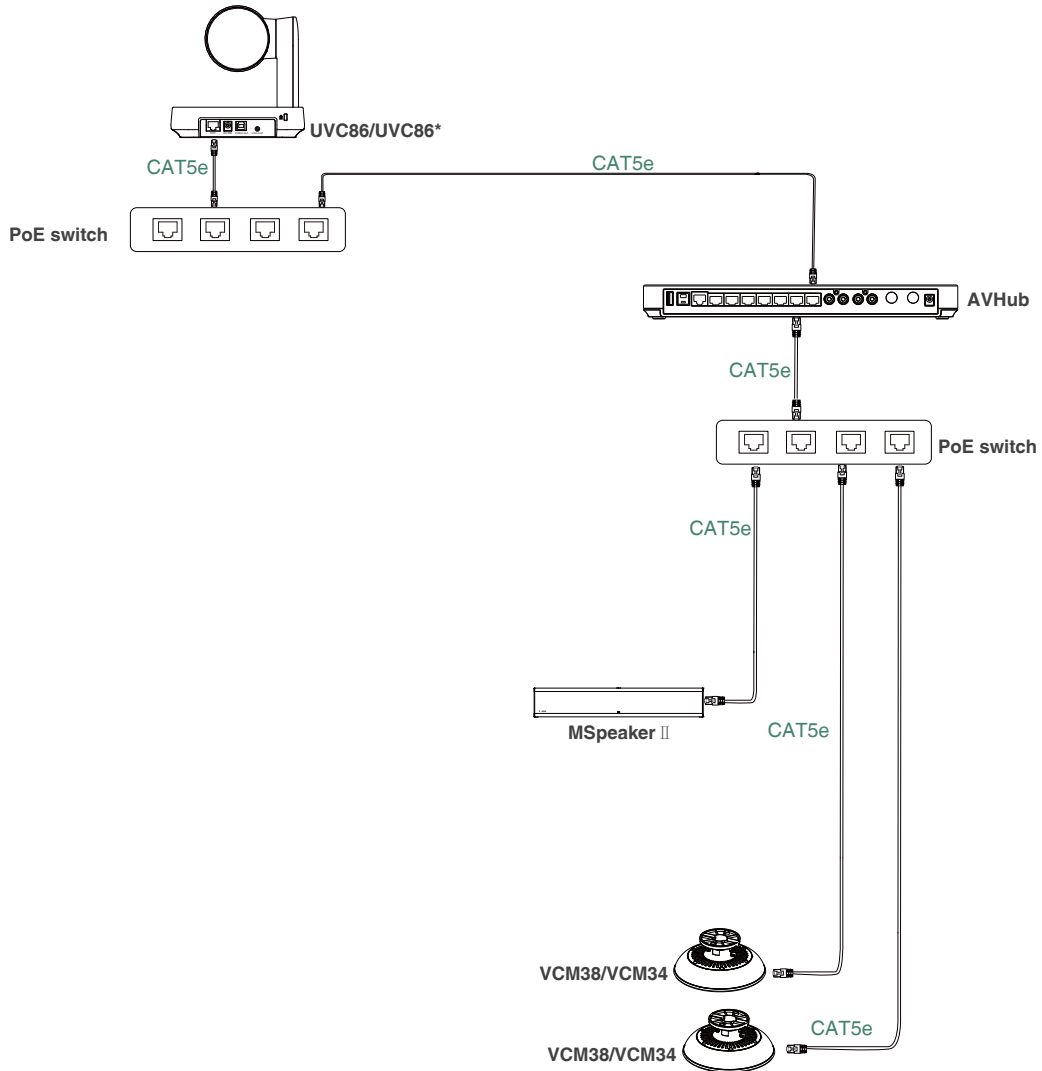 UVC86/UVC86*
CAT5e
CAT5e
PoE switch
AVHub
CAT5e
PoE switch
CAT5e
MSpeaker Ⅱ
CAT5e
VCM38/VCM34
CAT5e
VCM38/VCM34